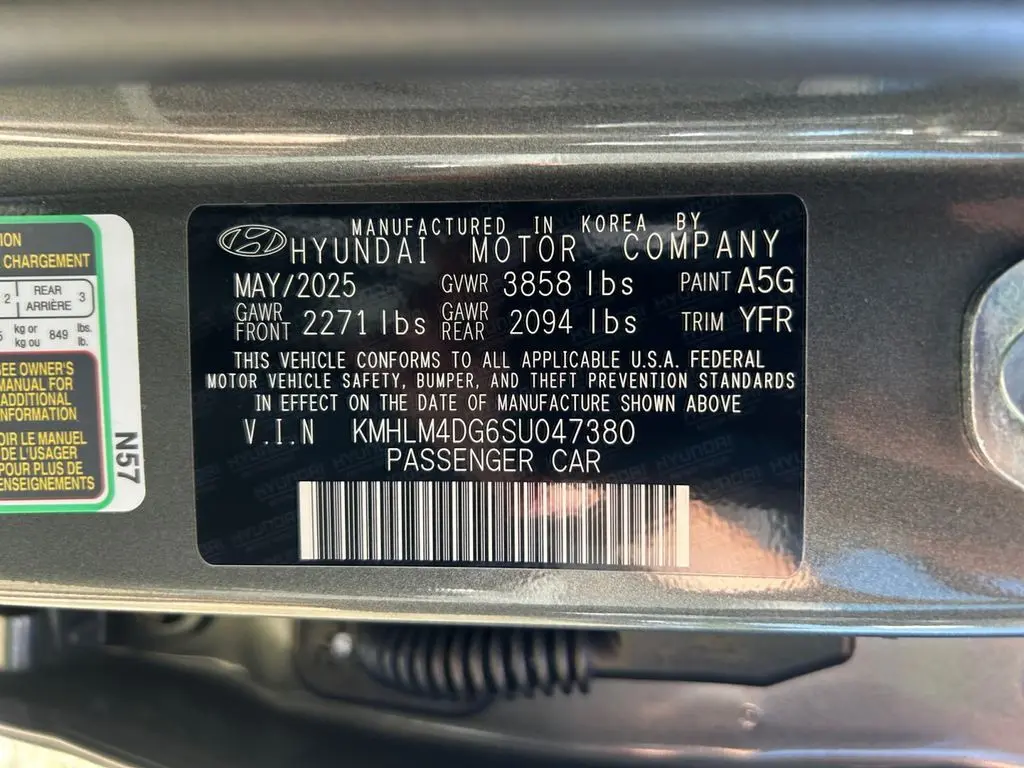 MANUFACTURED IN KOREA BY
HYUNDAI MOTOR COMPANY
MAY/2025 GVWR 3858 lbs PAINT A5G
GAWR FRONT 2271 lbs GAWR REAR 2094 lbs TRIM YFR
THIS VEHICLE CONFORMS TO ALL APPLICABLE U.S.A. FEDERAL
MOTOR VEHICLE SAFETY, BUMPER, AND THEFT PREVENTION STANDARDS
IN EFFECT ON THE DATE OF MANUFACTURE SHOWN ABOVE
V.I.N KMHLM4DG6SU047380
PASSENGER CAR
CHARGEMENT
2 REAR ARRIÈRE 3
kg or kg ou 849 lbs. lb.
SEE OWNER'S
MANUAL FOR
ADDITIONAL
INFORMATION
LE MANUEL
DE L'USAGER
POUR PLUS DE
RENSEIGNEMENTS
N57